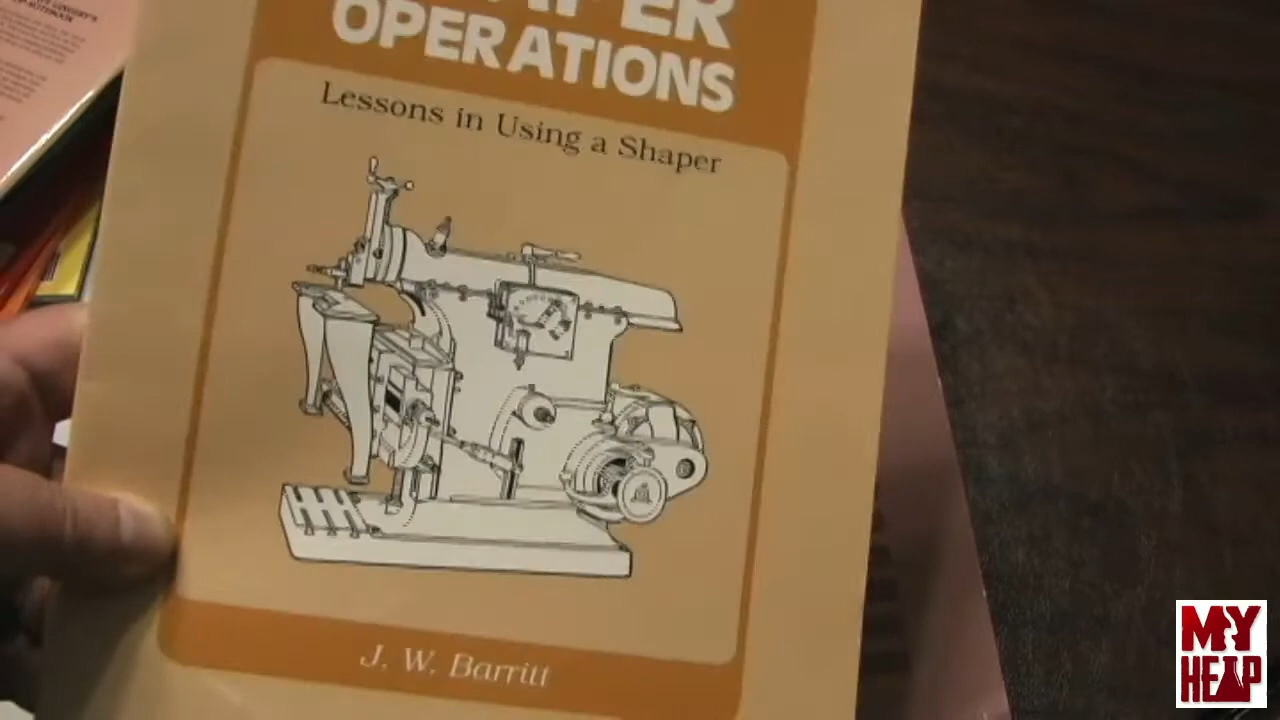 OPERATIONS
Lessons in Using a Shaper
J. W. Barritt
MY
HEAP